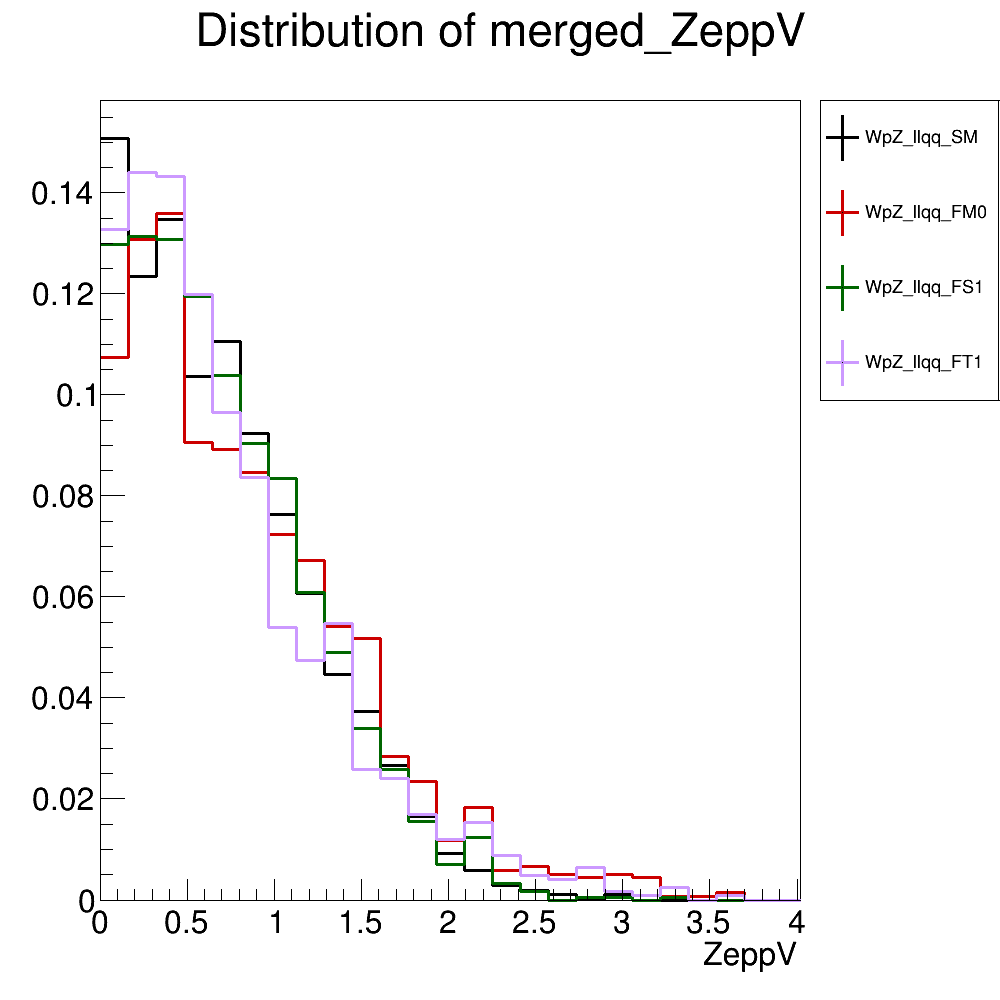 Distribution of merged_ZeppV
WpZ_llqq_SM
WpZ_llqq_FM0
WpZ_llqq_FS1
WpZ_llqq_FT1
0.14
0.12
0.1
0.08
0.06
0.04
0.02
0
0 0.5 1 1.5 2 2.5 3 3.5 4
ZeppV